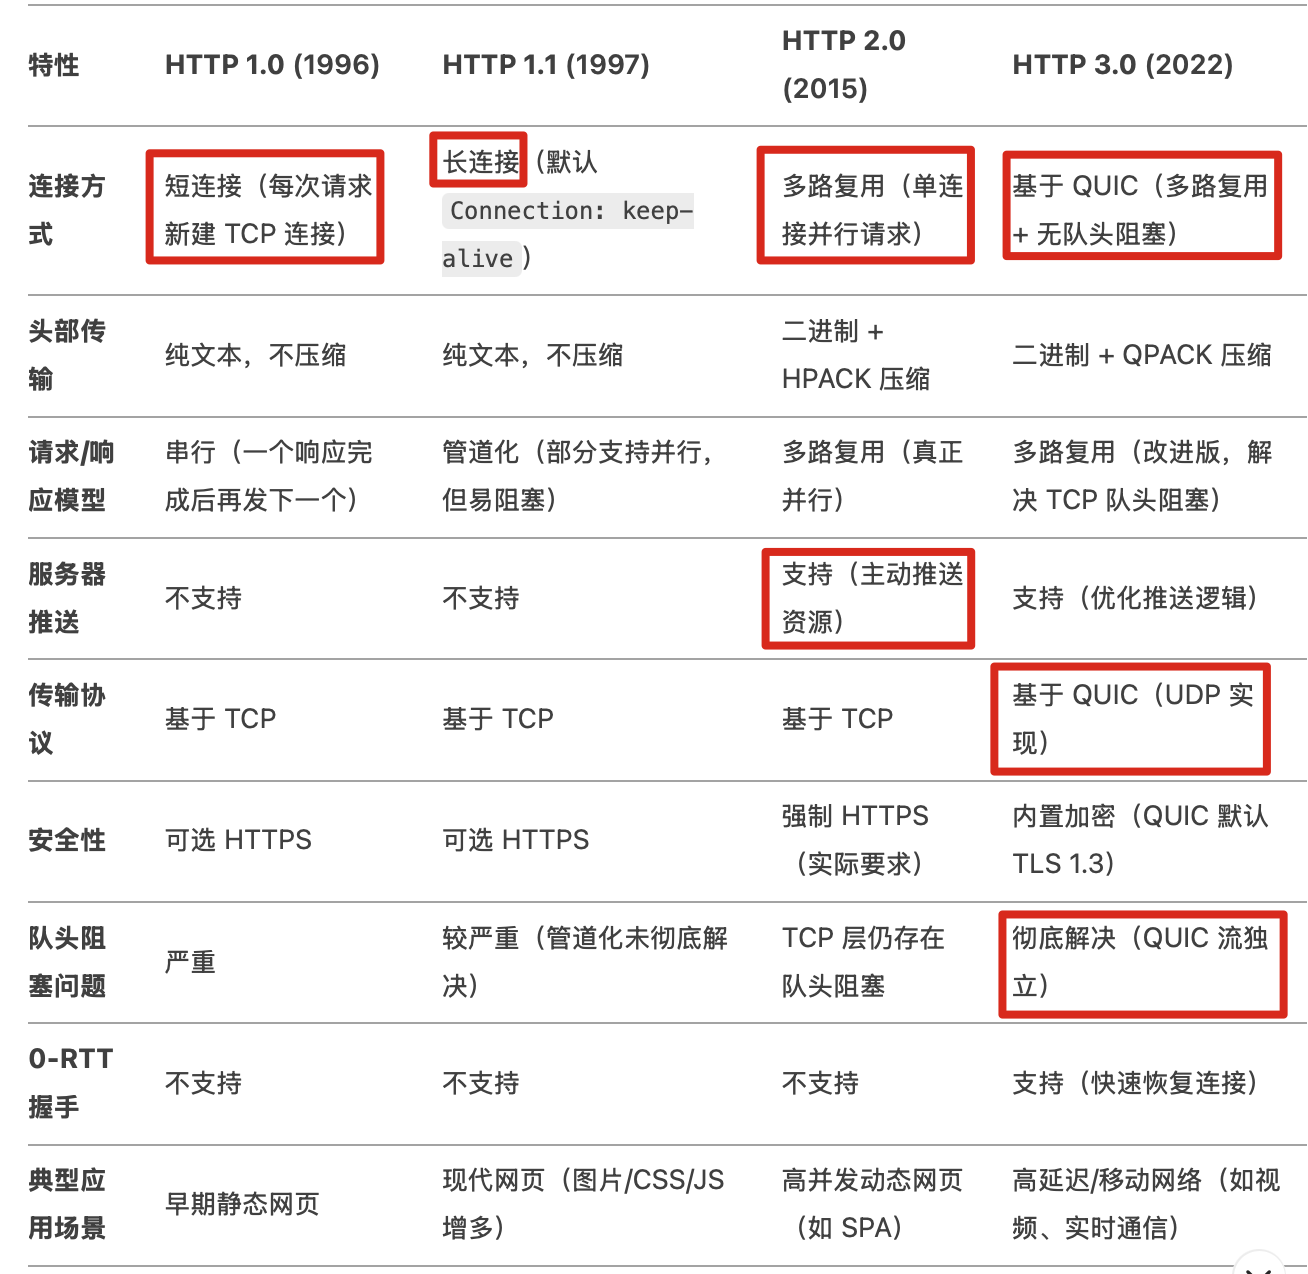 特性
HTTP 1.0 (1996)
HTTP 1.1 (1997)
HTTP 2.0
(2015)
HTTP 3.0 (2022)
连接方
式
短连接（每次请求
新建 TCP 连接）
长连接（默认
Connection: keep-
alive）
多路复用（单连
接并行请求）
基于 QUIC（多路复用
+ 无队头阻塞）
头部传
输
纯文本，不压缩
纯文本，不压缩
二进制 +
HPACK 压缩
二进制 + QPACK 压缩
请求/响
应模型
串行（一个响应完
成后再发下一个）
管道化（部分支持并行，
但易阻塞）
多路复用（真正
并行）
多路复用（改进版，解
决 TCP 队头阻塞）
服务器
推送
不支持
不支持
支持（主动推送
资源）
支持（优化推送逻辑）
传输协
议
基于 TCP
基于 TCP
基于 TCP
基于 QUIC（UDP 实
现）
安全性
可选 HTTPS
可选 HTTPS
强制 HTTPS
（实际要求）
内置加密（QUIC 默认
TLS 1.3）
队头阻
塞问题
严重
较严重（管道化未彻底解
决）
TCP 层仍存在
队头阻塞
彻底解决（QUIC 流独
立）
0-RTT
握手
不支持
不支持
不支持
支持（快速恢复连接）
典型应
用场景
早期静态网页
现代网页（图片/CSS/JS
增多）
高并发动态网页
（如 SPA）
高延迟/移动网络（如视
频、实时通信）